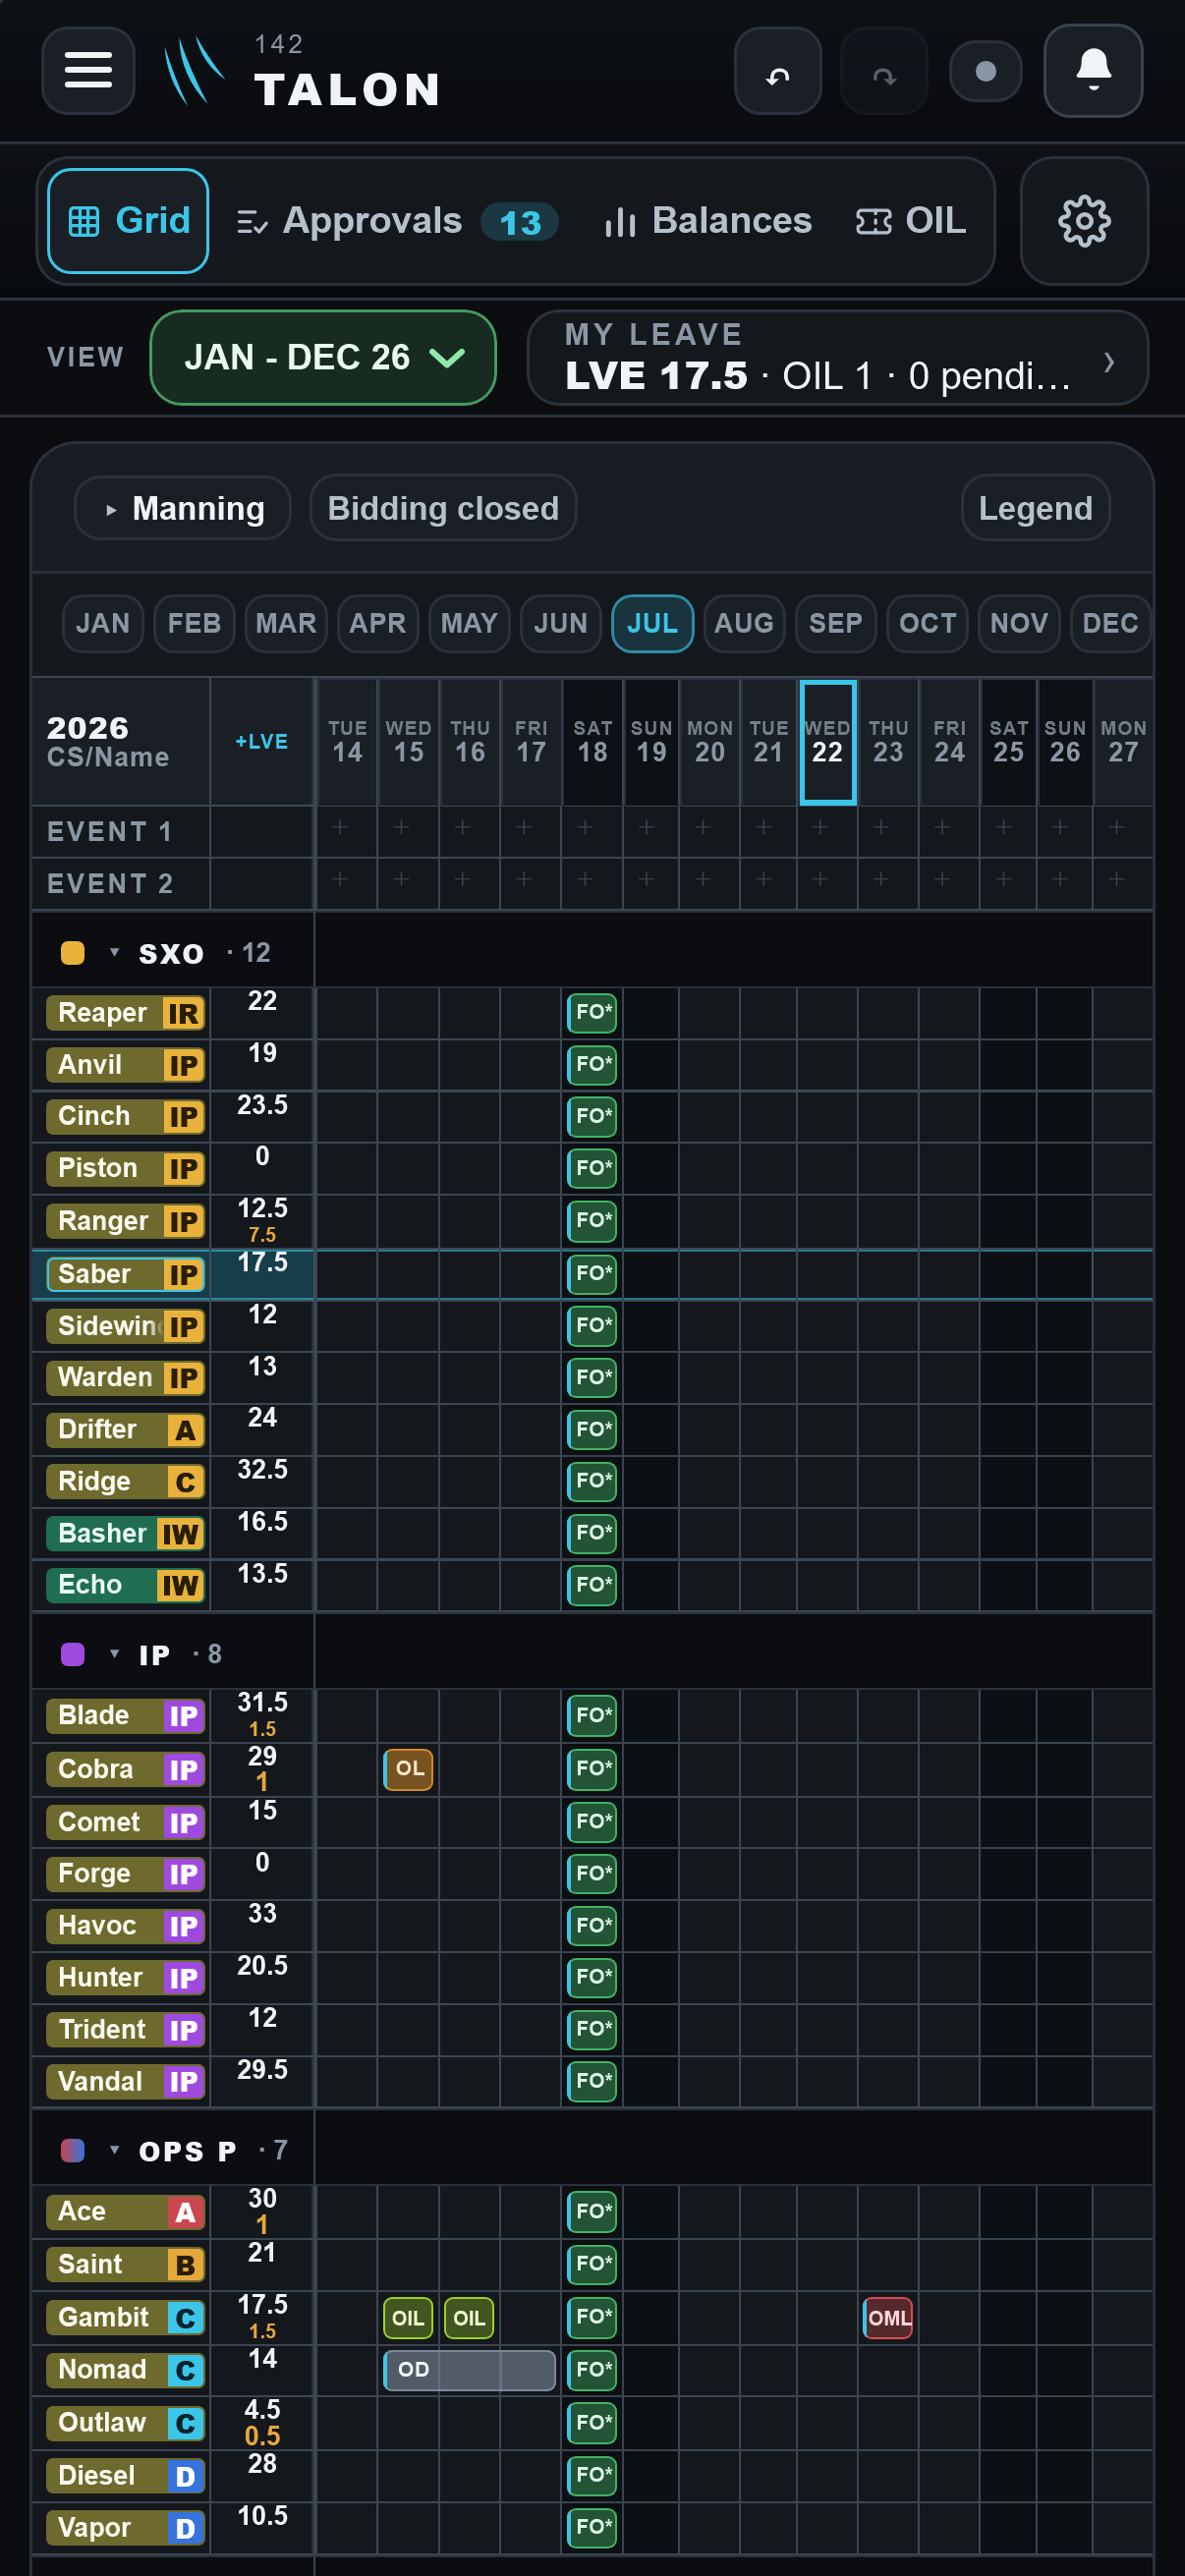 142
TALON
Grid Approvals 13 Balances OIL
VIEW JAN - DEC 26 MY LEAVE
LVE 17.5 · OIL 1 · 0 pendi...
Manning Bidding closed Legend
JAN FEB MAR APR MAY JUN JUL AUG SEP OCT NOV DEC
2026 +LVE TUE WED THU FRI SAT SUN MON TUE WED THU FRI SAT SUN MON
CS/Name 14 15 16 17 18 19 20 21 22 23 24 25 26 27
EVENT 1 + + + + + + + + + + + + + +
EVENT 2 + + + + + + + + + + + + + +
SXO · 12
Reaper IR 22 FO*
Anvil IP 19 FO*
Cinch IP 23.5 FO*
Piston IP 0 FO*
Ranger IP 12.5 FO*
7.5
Saber IP 17.5 FO*
Sidewin IP 12 FO*
Warden IP 13 FO*
Drifter A 24 FO*
Ridge C 32.5 FO*
Basher IW 16.5 FO*
Echo IW 13.5 FO*
IP · 8
Blade IP 31.5 FO*
1.5
Cobra IP 29 OL FO*
1
Comet IP 15 FO*
Forge IP 0 FO*
Havoc IP 33 FO*
Hunter IP 20.5 FO*
Trident IP 12 FO*
Vandal IP 29.5 FO*
OPS P · 7
Ace A 30 FO*
1
Saint B 21 FO*
Gambit C 17.5 OIL OIL FO* OML
1.5
Nomad C 14 OD FO*
Outlaw C 4.5 FO*
0.5
Diesel D 28 FO*
Vapor D 10.5 FO*